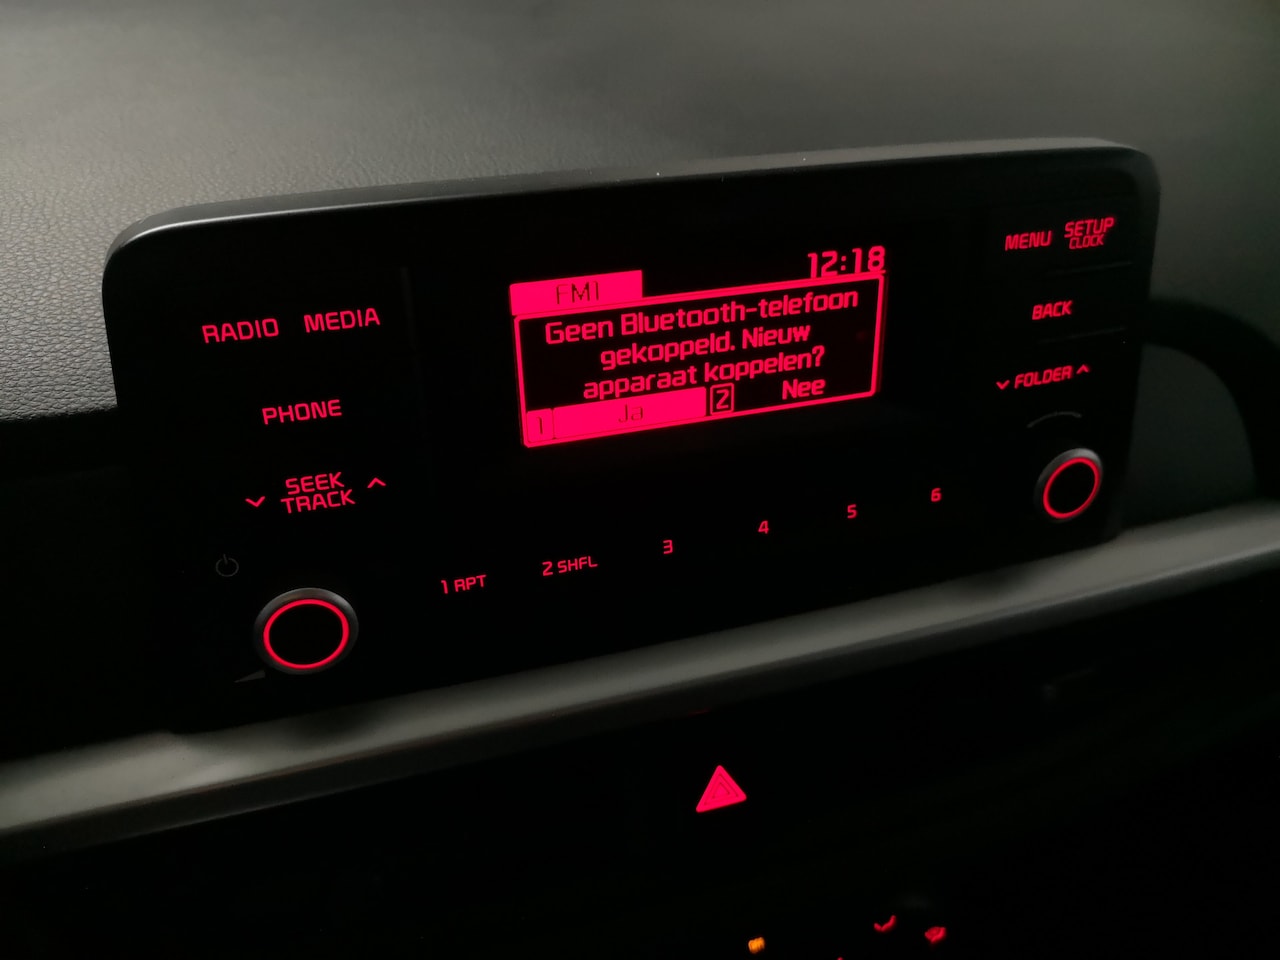 MENU SETUP
CLOCK
12:18
FM1
Geen Bluetooth-telefoon
gekoppeld. Nieuw
apparaat koppelen?
1 Ja 2 Nee
RADIO MEDIA
BACK
PHONE
FOLDER
SEEK
TRACK
1 RPT 2 SHFL 3 4 5 6